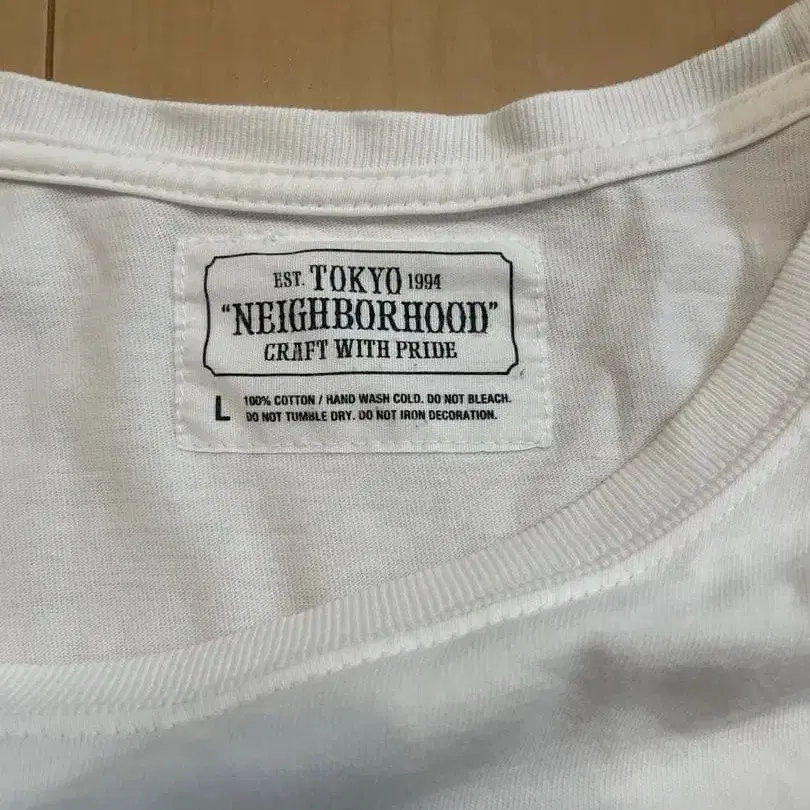 EST. TOKYO 1994
"NEIGHBORHOOD"
CRAFT WITH PRIDE
L 100% COTTON / HAND WASH COLD. DO NOT BLEACH.
DO NOT TUMBLE DRY. DO NOT IRON DECORATION.